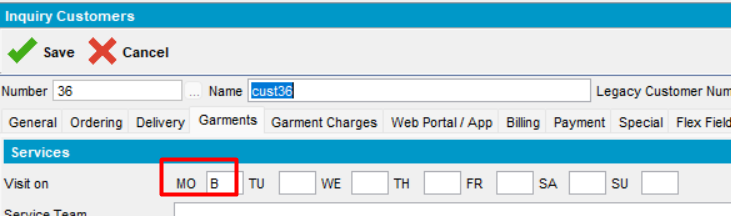 Inquiry Customers
Save Cancel
Number 36 ... Name cust36 Legacy Customer Num
General Ordering Delivery Garments Garment Charges Web Portal / App Billing Payment Special Flex Field
Services
Visit on MO B TU WE TH FR SA SU
Service Team